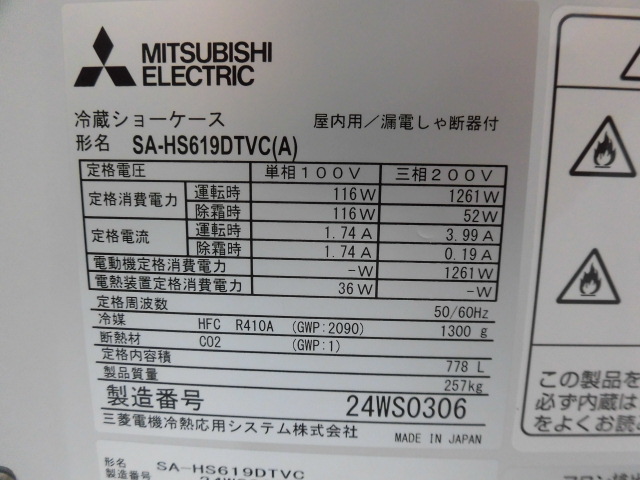 MITSUBISHI
ELECTRIC
冷蔵ショーケース 屋内用／漏電しゃ断器付
形名 SA-HS619DTVC(A)
定格電圧 単相100V 三相200V
定格消費電力 運転時 116W 1261W
除霜時 116W 52W
定格電流 運転時 1.74A 3.99A
除霜時 1.74A 0.19A
電動機定格消費電力 -W 1261W
電熱装置定格消費電力 36W -W
定格周波数 50/60Hz
冷媒 HFC R410A (GWP:2090) 1300g
断熱材 CO2 (GWP:1)
定格内容積 778L
製品質量 257kg
製造番号 24WS0306
三菱電機冷熱応用システム株式会社 MADE IN JAPAN
形名 SA-HS619DTVC
製造番号
この製品を
必ず内蔵は
をよくお読